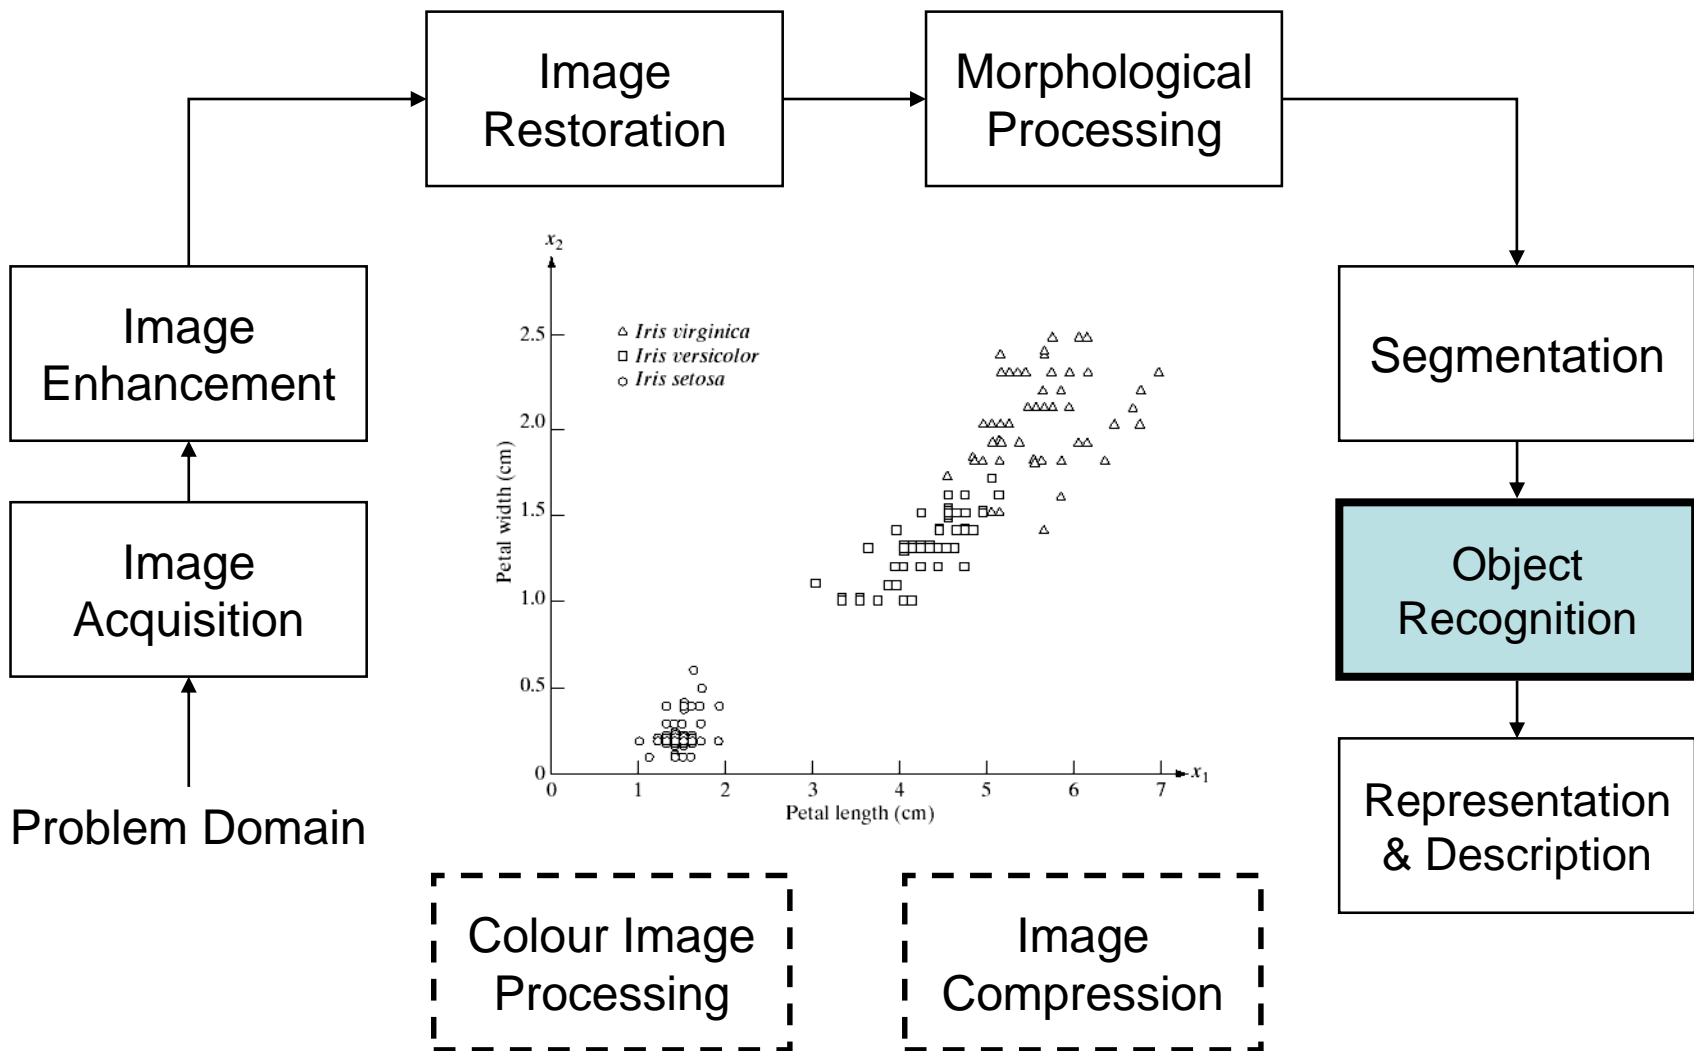 Image
Restoration
Morphological
Processing
Image
Enhancement
Segmentation
Image
Acquisition
Object
Recognition
Problem Domain
Representation
& Description
x2
Iris virginica
Iris versicolor
Iris setosa
2.5
2.0
1.5
1.0
0.5
0
Petal width (cm)
0 1 2 3 4 5 6 7
x1
Petal length (cm)
Colour Image
Processing
Image
Compression